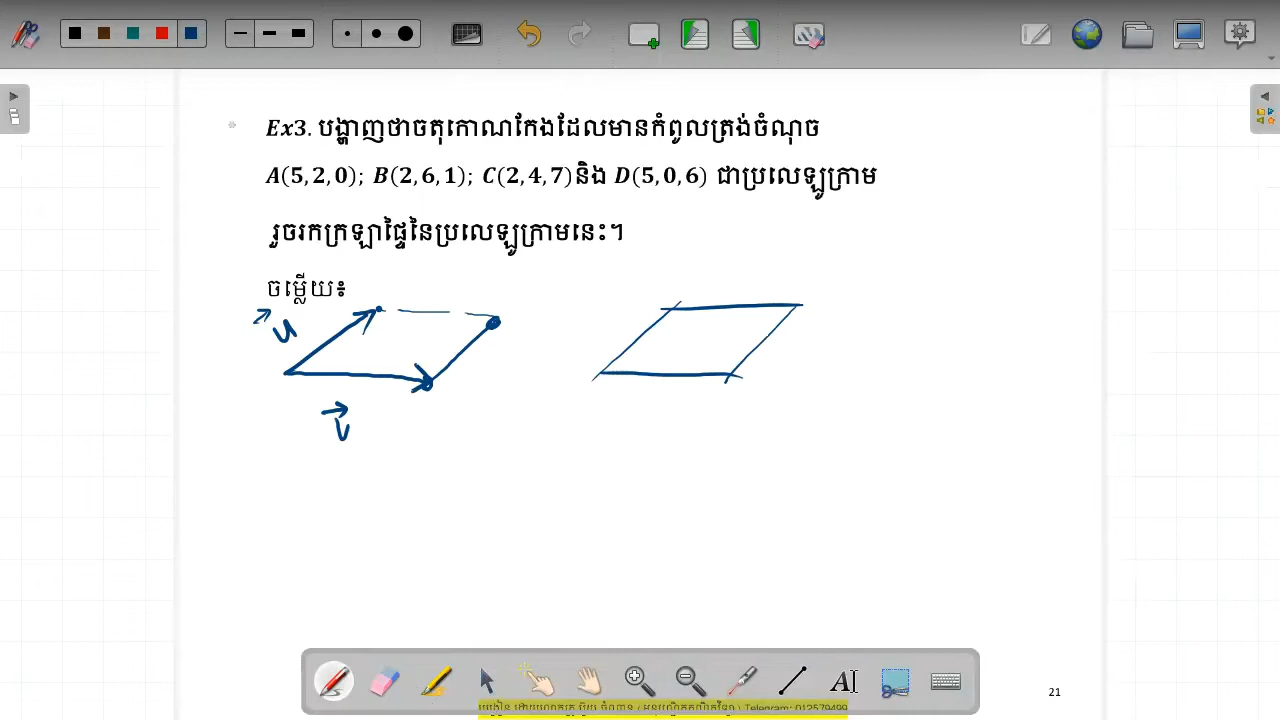 Ex3. បង្ហាញថាចតុកោណកែងដែលមានកំពូលត្រង់ចំណុច
A(5, 2, 0); B(2, 6, 1); C(2, 4, 7)និង D(5, 0, 6) ជាប្រលេឡូក្រាម
រួចរកក្រឡាផ្ទៃនៃប្រលេឡូក្រាមនេះ។
ចម្លើយ៖
u
v
A
21
Telegram: 012579499